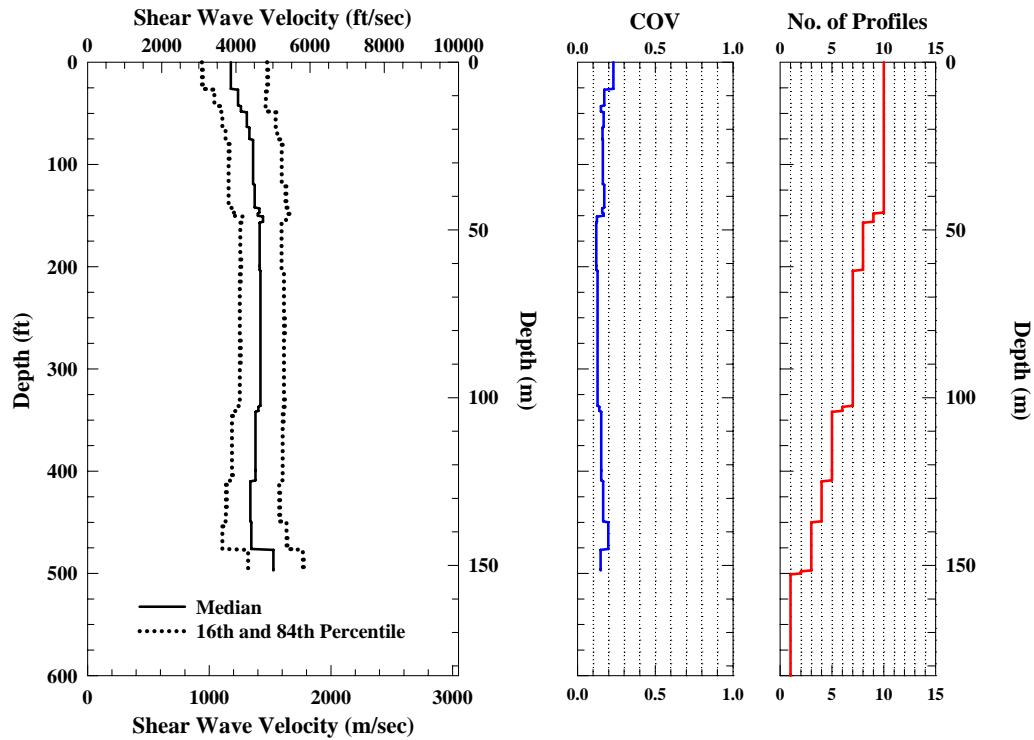 Shear Wave Velocity (ft/sec) COV No. of Profiles
0 2000 4000 6000 8000 10000 0.0 0.5 1.0 0 5 10 15
0 0 0
100
50 50
200
300
100 100
400
150 150
500
600
Depth (ft)
Depth (m)
Depth (m)
Median
16th and 84th Percentile
0 1000 2000 3000 0.0 0.5 1.0 0 5 10 15
Shear Wave Velocity (m/sec)